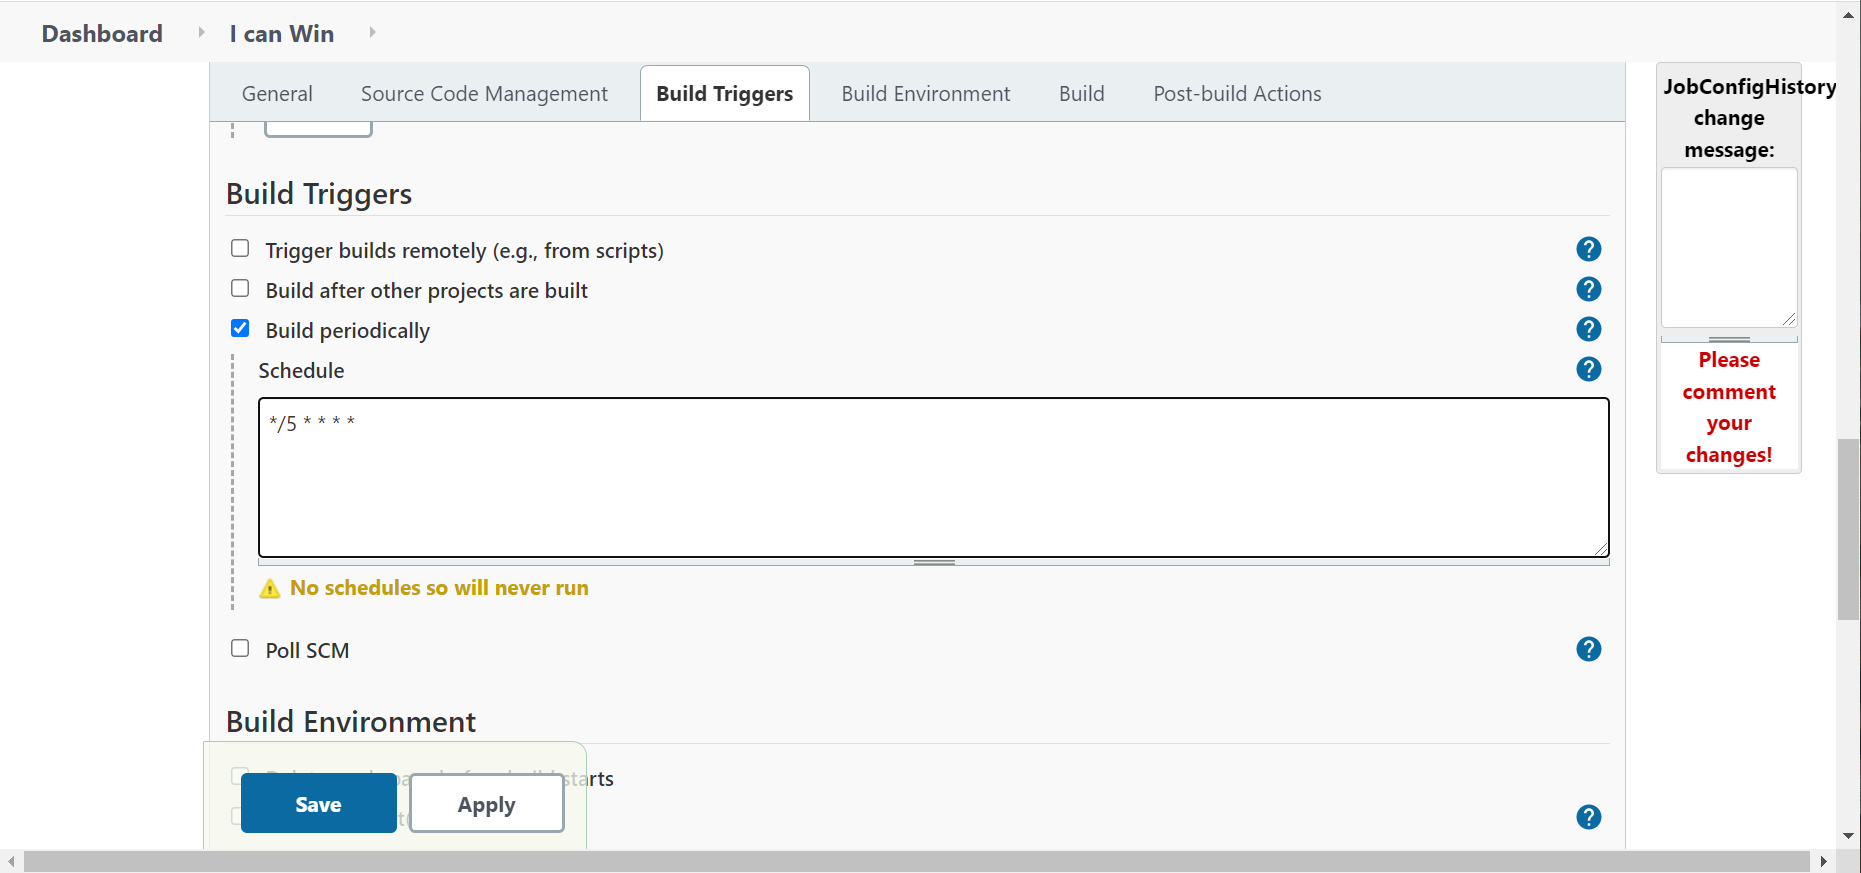 Dashboard
I can Win
General
Source Code Management
Build Triggers
Build Environment
Build
Post-build Actions
Build Triggers
Trigger builds remotely (e.g., from scripts)
?
Build after other projects are built
?
Build periodically
?
Schedule
?
*/5 * * * *
No schedules so will never run
Poll SCM
?
Build Environment
starts
Save
Apply
?
JobConfigHistory
change
message:
Please
comment
your
changes!